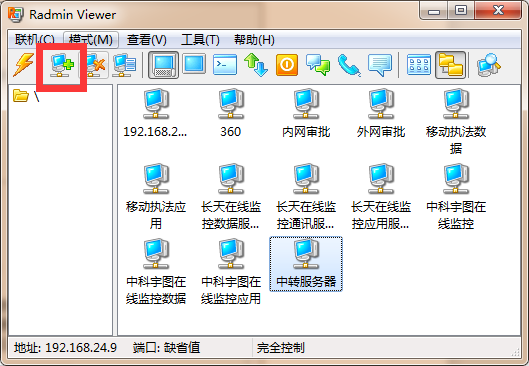 Radmin Viewer
联机(C) 模式(M) 查看(V) 工具(T) 帮助(H)
\
192.168.2... 360 内网审批 外网审批 移动执法数
据
移动执法应 长天在线监 长天在线监 长天在线监 中科宇图在
用 控数据服... 控通讯服... 控应用服... 线监控
中科宇图在 中科宇图在 中转服务器
线监控数据 线监控应用
地址: 192.168.24.9 端口: 缺省值 完全控制